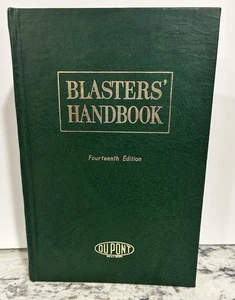 BLASTERS'
HANDBOOK
Fourteenth Edition
DU PONT